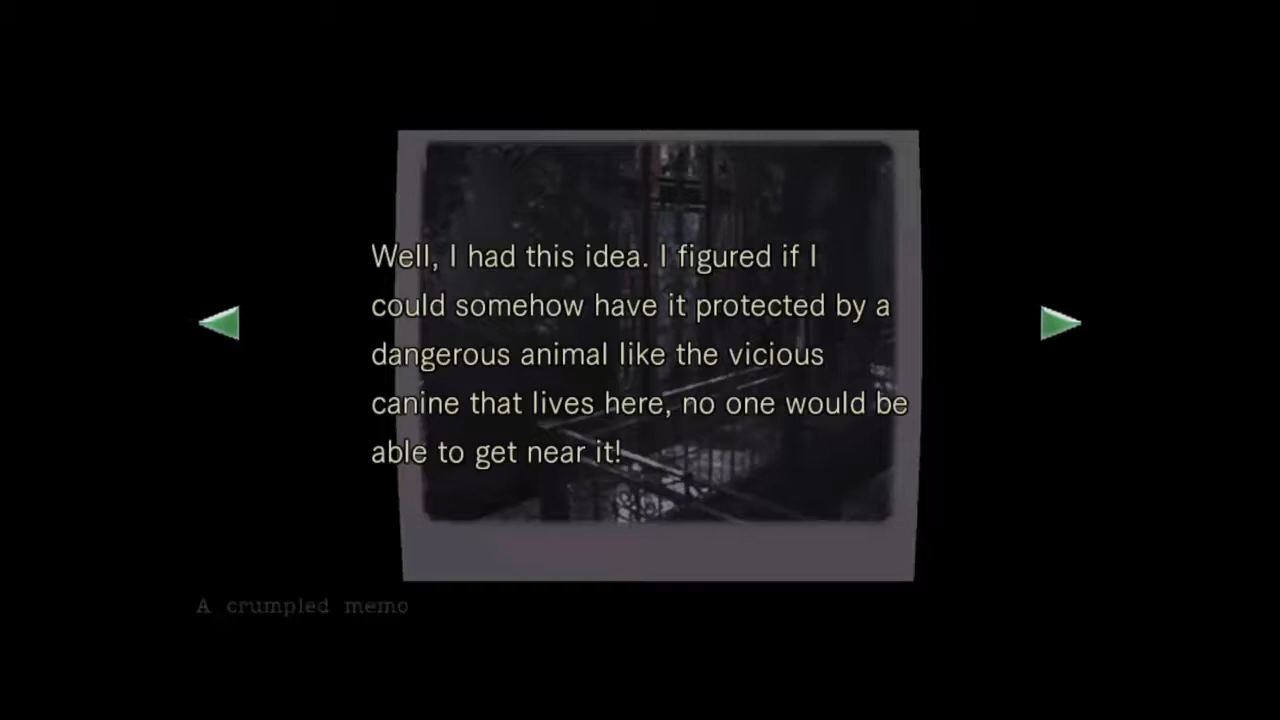 Well, I had this idea. I figured if I
could somehow have it protected by a
dangerous animal like the vicious
canine that lives here, no one would be
able to get near it!
A crumpled memo